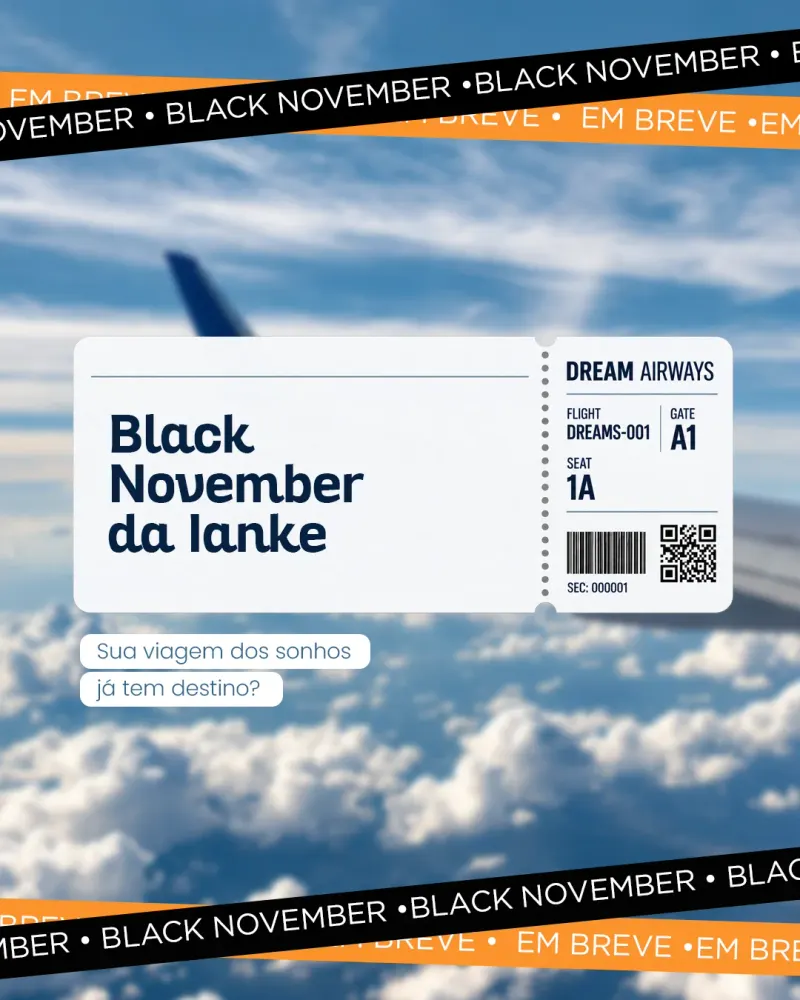 EM BREVE
OVEMBER • BLACK NOVEMBER •BLACK NOVEMBER •
EM BREVE • EM BREVE •EM
Black
November
da Ianke
DREAM AIRWAYS
FLIGHT
DREAMS-001
GATE
A1
SEAT
1A
SEC: 000001
Sua viagem dos sonhos
já tem destino?
MBER • BLACK NOVEMBER •BLACK NOVEMBER • BLAC
BREVE • EM BREVE •EM BRE